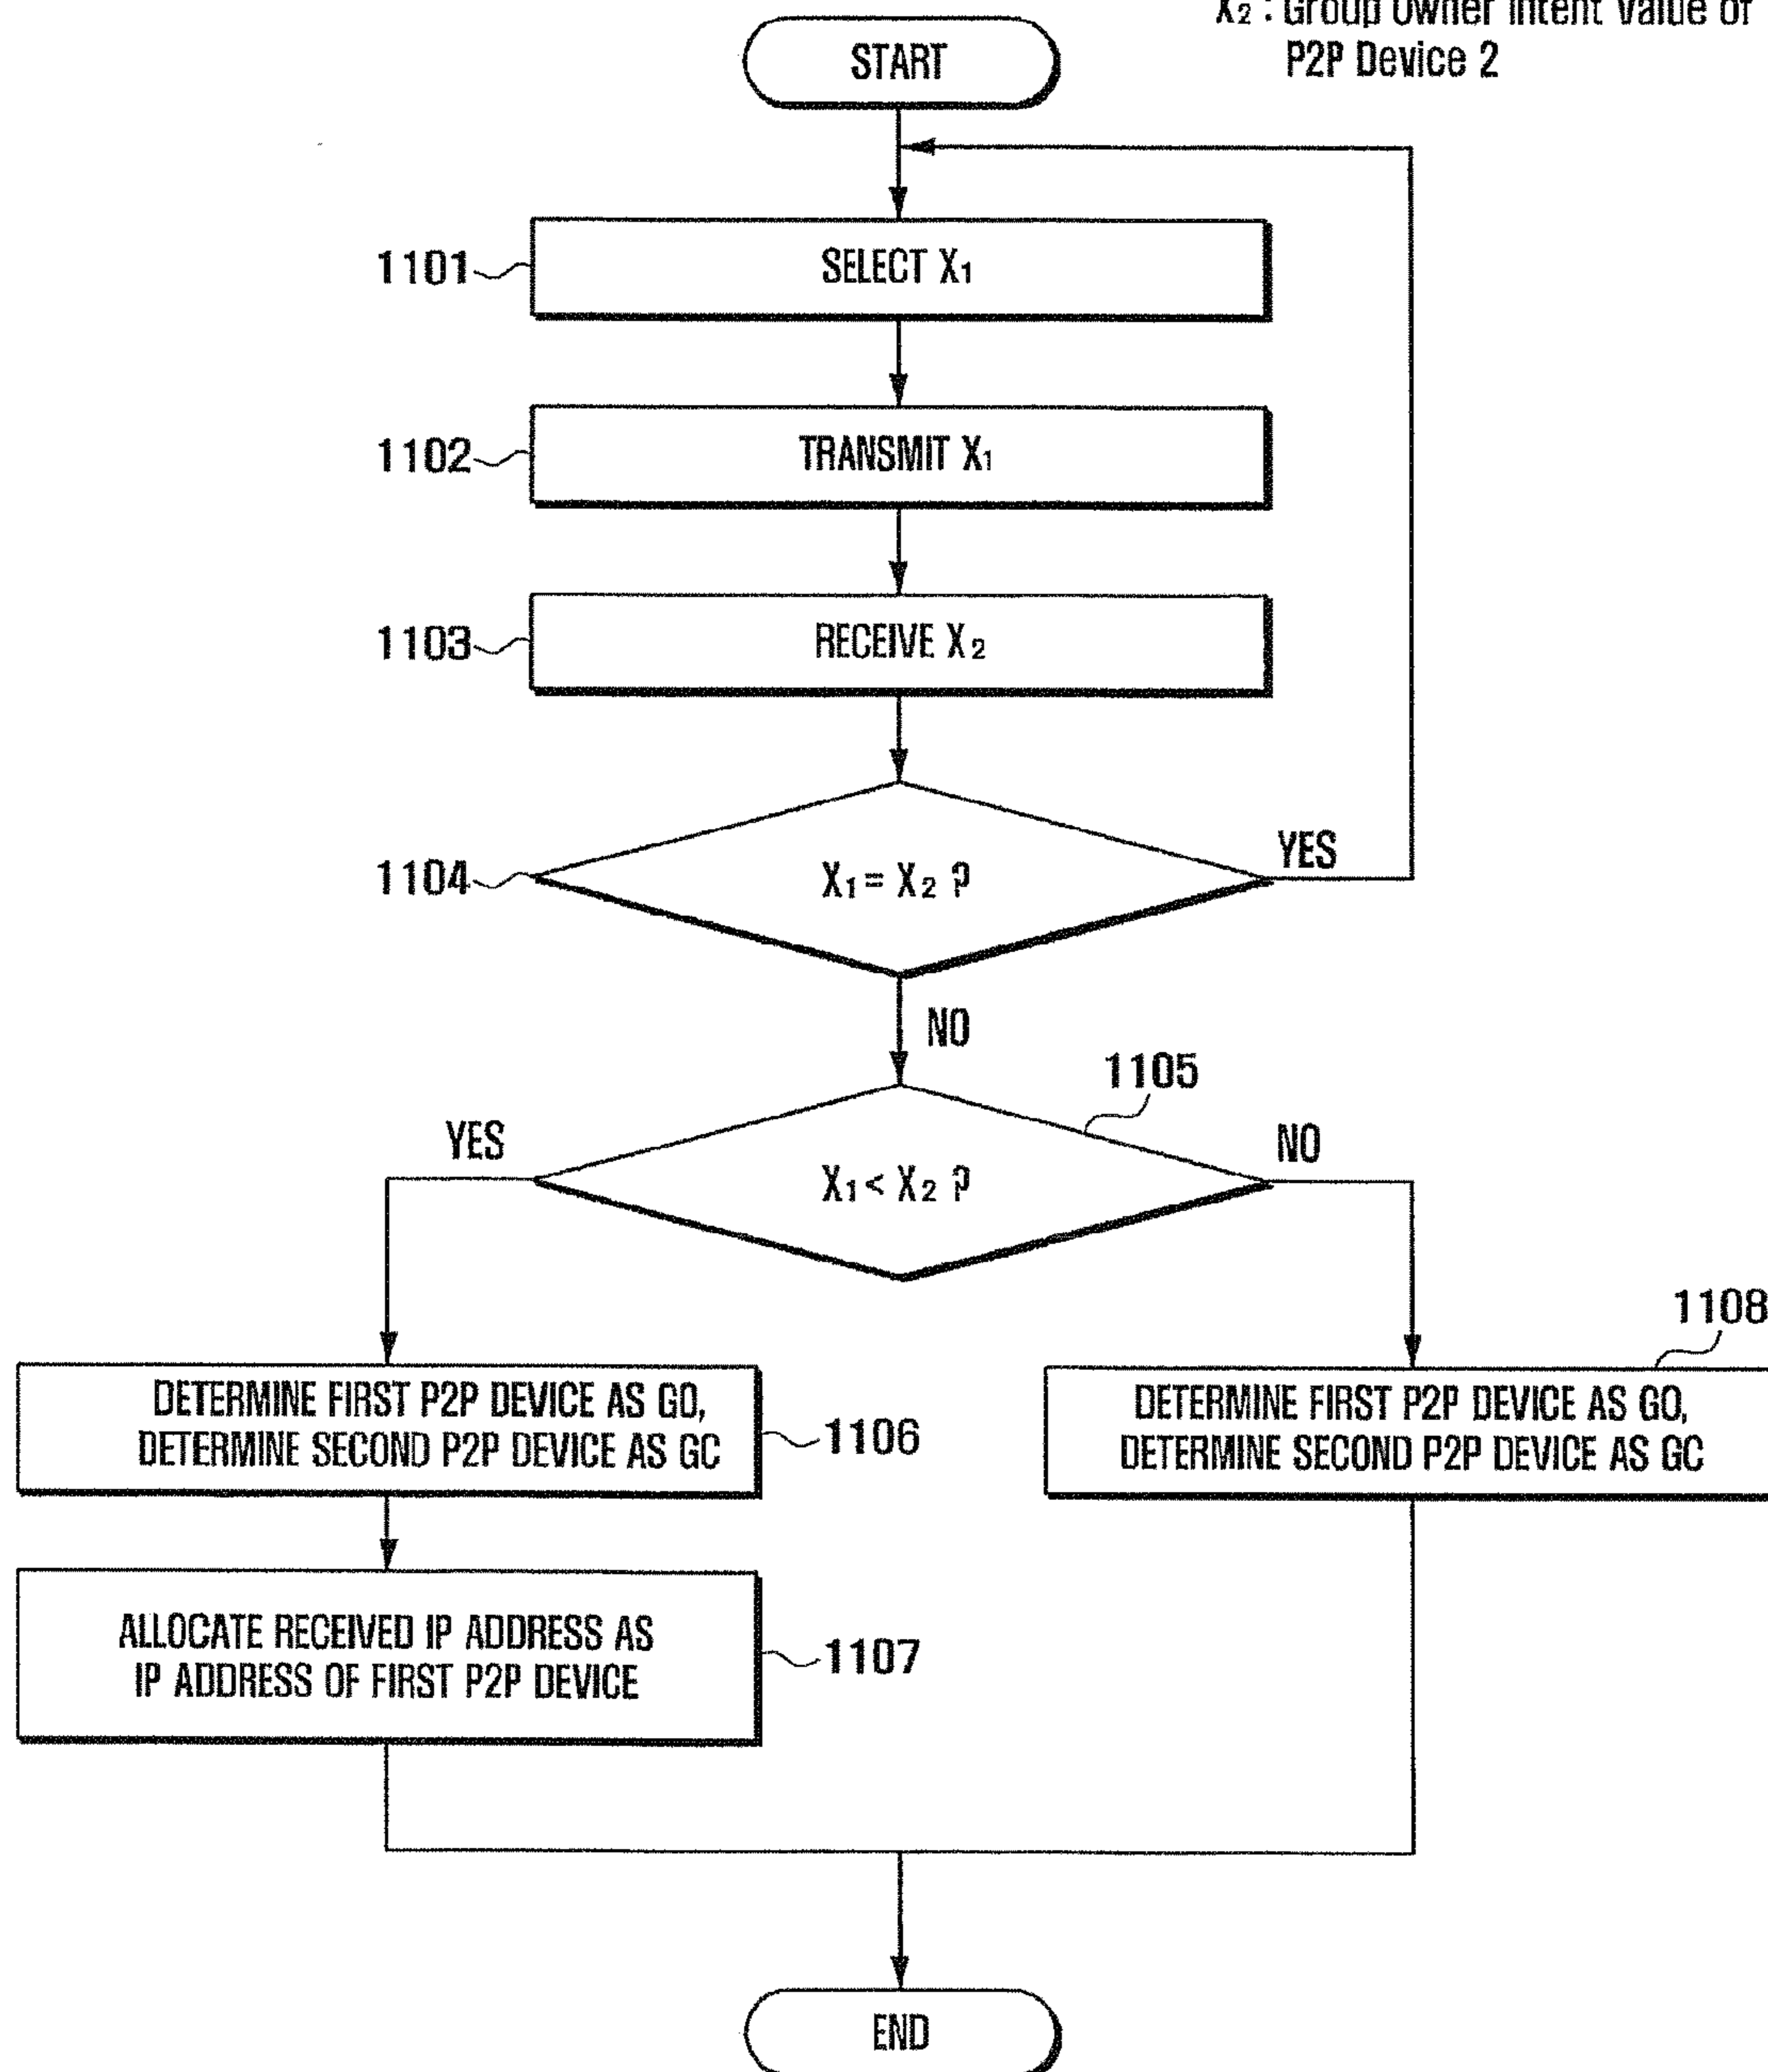 X₂ : Group Owner Intent Value of
P2P Device 2
START
1101
SELECT X₁
1102
TRANSMIT X₁
1103
RECEIVE X₂
1104
X₁ = X₂ ?
YES
NO
1105
YES
X₁ < X₂ ?
NO
1108
DETERMINE FIRST P2P DEVICE AS GO,
DETERMINE SECOND P2P DEVICE AS GC
1106
DETERMINE FIRST P2P DEVICE AS GO,
DETERMINE SECOND P2P DEVICE AS GC
ALLOCATE RECEIVED IP ADDRESS AS
IP ADDRESS OF FIRST P2P DEVICE
1107
END